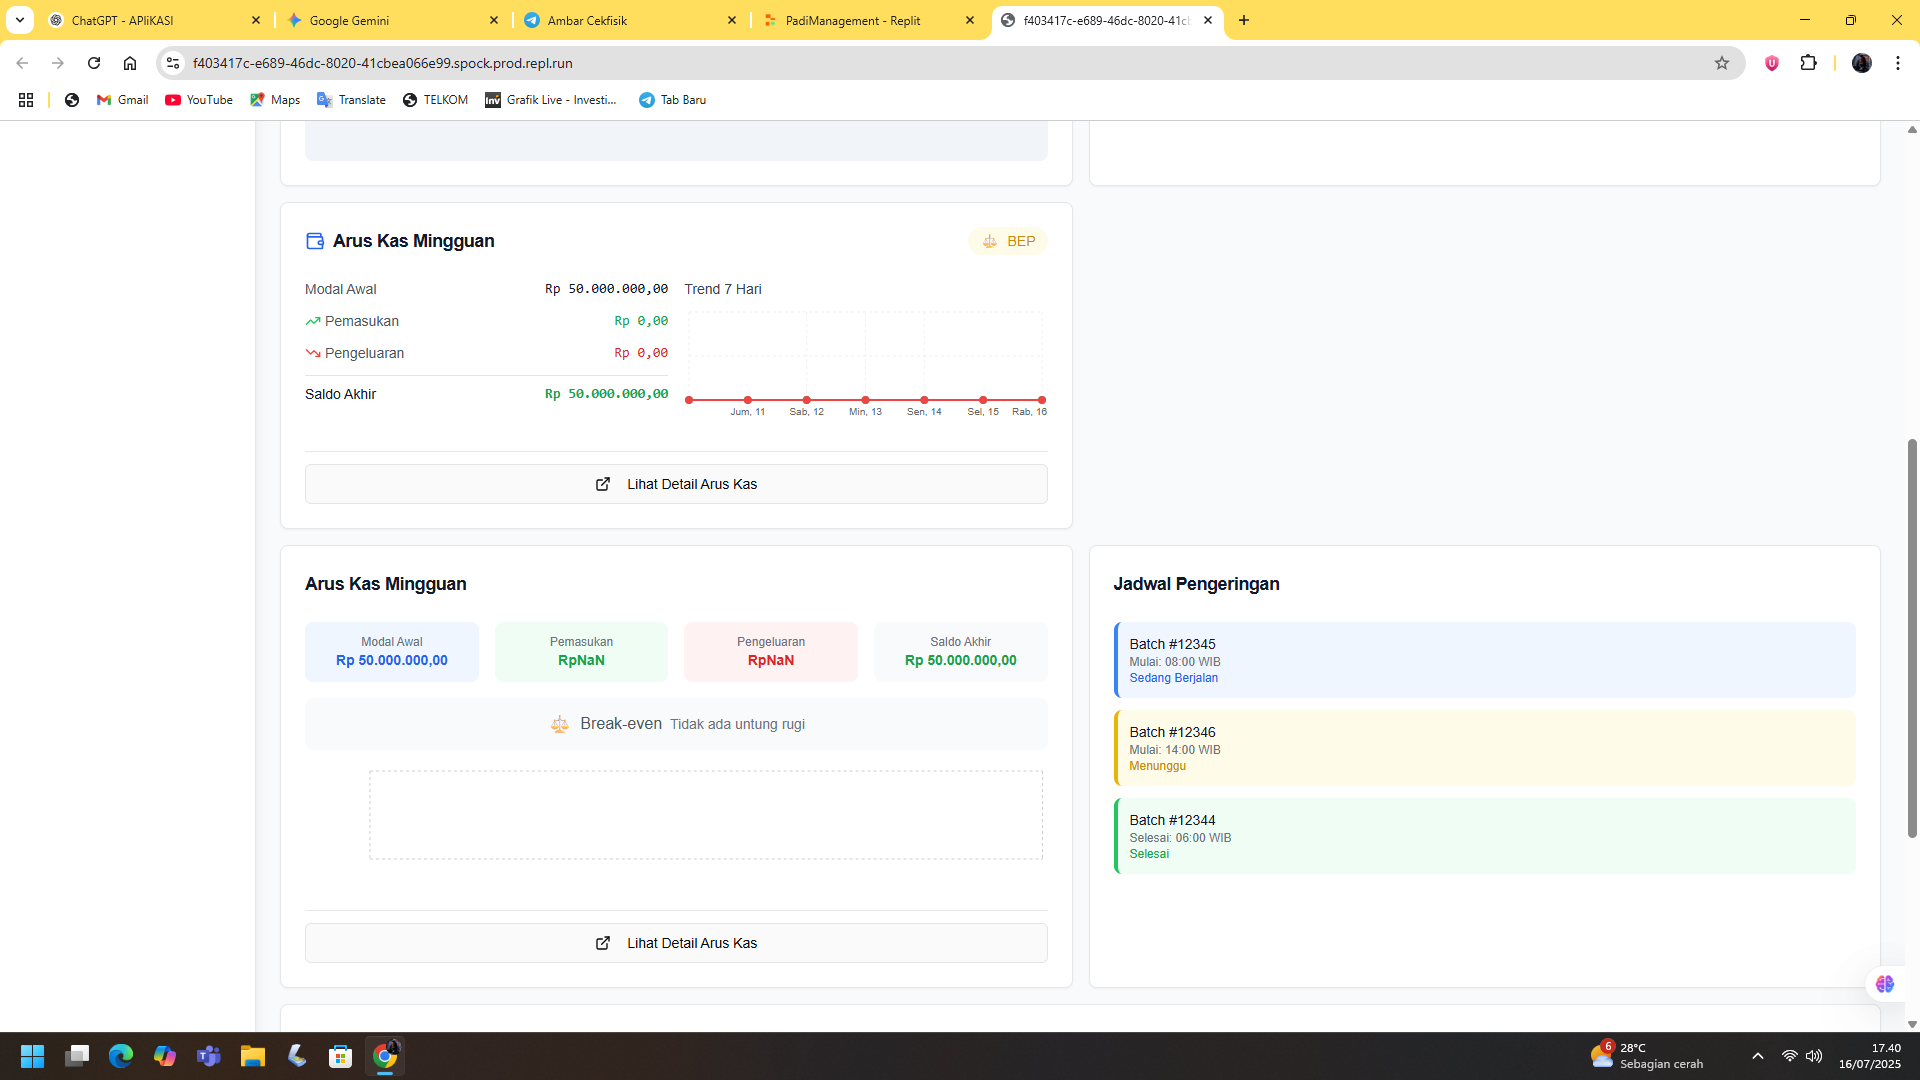 ChatGPT - APliKASI
Google Gemini
Ambar Cekfisik
PadiManagement - Replit
f403417c-e689-46dc-8020-41cb
f403417c-e689-46dc-8020-41cbea066e99.spock.prod.repl.run
Gmail
YouTube
Maps
Translate
TELKOM
Inv
Grafik Live - Investi...
Tab Baru
Arus Kas Mingguan
BEP
Modal Awal
Rp 50.000.000,00
Pemasukan
Rp 0,00
Pengeluaran
Rp 0,00
Saldo Akhir
Rp 50.000.000,00
Trend 7 Hari
Jum, 11
Sab, 12
Min, 13
Sen, 14
Sel, 15
Rab, 16
Lihat Detail Arus Kas
Arus Kas Mingguan
Modal Awal
Rp 50.000.000,00
Pemasukan
RpNaN
Pengeluaran
RpNaN
Saldo Akhir
Rp 50.000.000,00
Break-even Tidak ada untung rugi
Lihat Detail Arus Kas
Jadwal Pengeringan
Batch #12345
Mulai: 08:00 WIB
Sedang Berjalan
Batch #12346
Mulai: 14:00 WIB
Menunggu
Batch #12344
Selesai: 06:00 WIB
Selesai
6
28°C
Sebagian cerah
17.40
16/07/2025